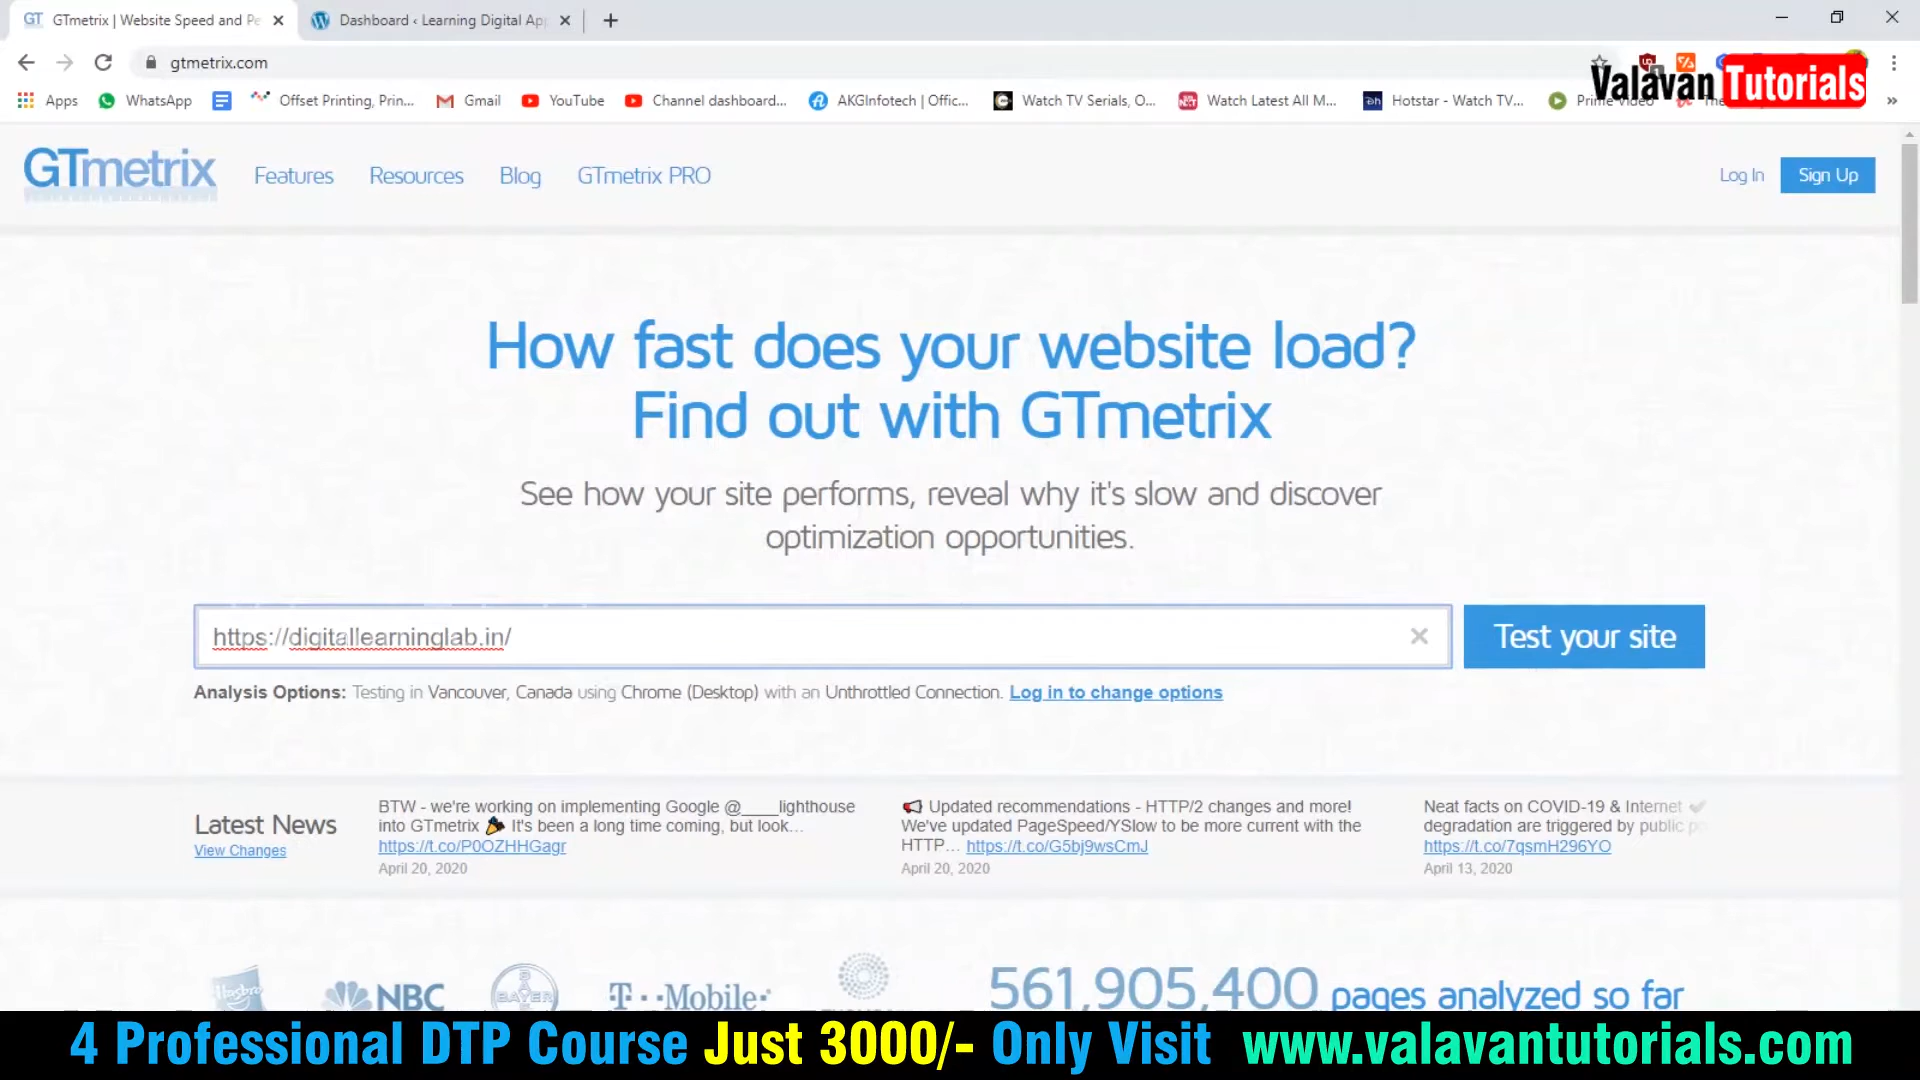 GTmetrix | Website Speed and Pe
Dashboard ‹ Learning Digital Ap
gtmetrix.com
Valavan Tutorials
Apps
WhatsApp
Offset Printing, Prin...
Gmail
YouTube
Channel dashboard...
AKGInfotech | Offic...
Watch TV Serials, O...
Watch Latest All M...
Hotstar - Watch TV...
Prime Video
GTmetrix
Features
Resources
Blog
GTmetrix PRO
Log In
Sign Up
How fast does your website load?
Find out with GTmetrix
See how your site performs, reveal why it's slow and discover
optimization opportunities.
https://digitallearninglab.in/
Test your site
Analysis Options: Testing in Vancouver, Canada using Chrome (Desktop) with an Unthrottled Connection. Log in to change options
Latest News
View Changes
BTW - we're working on implementing Google @____lighthouse
into GTmetrix 🎉 It's been a long time coming, but look...
https://t.co/P0OZHHGagr
April 20, 2020
📢 Updated recommendations - HTTP/2 changes and more!
We've updated PageSpeed/YSlow to be more current with the
HTTP... https://t.co/G5bj9wsCmJ
April 20, 2020
Neat facts on COVID-19 & Internet
degradation are triggered by public
https://t.co/7qsmH296YO
April 13, 2020
Hasbro
NBC
BAYER
T··Mobile·
561,905,400 pages analyzed so far
4 Professional DTP Course Just 3000/- Only Visit www.valavantutorials.com